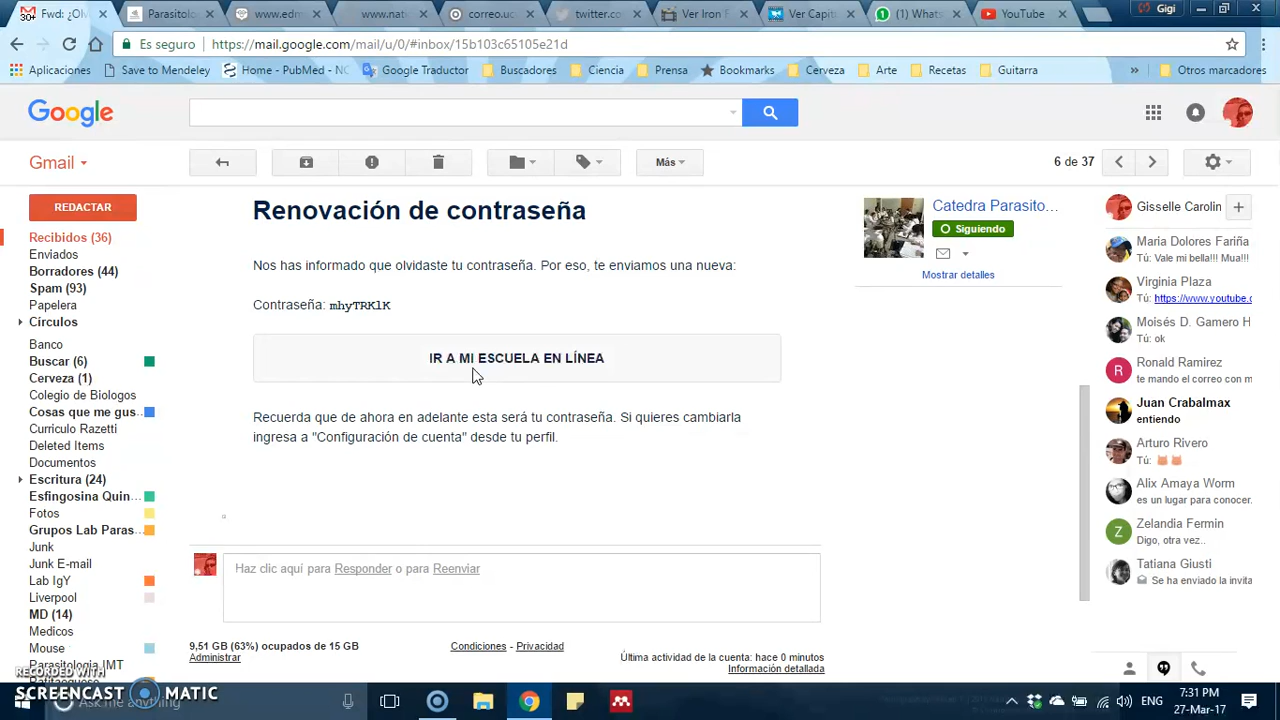 30+
Fwd: ¿Olv
Parasitolog
www.edm
www.nat
correo.escuela
twitter.com
Ver Iron F
Ver Capít
(1) Whats
YouTube
Gigi
Es seguro
https://mail.google.com/mail/u/0/#inbox/15b103c65105e21d
Aplicaciones
Save to Mendeley
Home - PubMed - NC
Google Traductor
Buscadores
Ciencia
Prensa
Bookmarks
Cerveza
Arte
Recetas
Guitarra
»
Otros marcadores
Google
Gmail
Más
6 de 37
REDACTAR
Recibidos (36)
Enviados
Borradores (44)
Spam (93)
Papelera
Círculos
Banco
Buscar (6)
Cerveza (1)
Colegio de Biologos
Cosas que me gus...
Curriculo Razetti
Deleted Items
Documentos
Escritura (24)
Esfingosina Quin...
Fotos
Grupos Lab Paras...
Junk
Junk E-mail
Lab IgY
Liverpool
MD (14)
Medicos
Mouse
Parasitologia IMT
Renovación de contraseña
Nos has informado que olvidaste tu contraseña. Por eso, te enviamos una nueva:
Contraseña: mhyTRKlK
IR A MI ESCUELA EN LÍNEA
Recuerda que de ahora en adelante esta será tu contraseña. Si quieres cambiarla
ingresa a "Configuración de cuenta" desde tu perfil.
Haz clic aquí para Responder o para Reenviar
9,51 GB (63%) ocupados de 15 GB
Administrar
Condiciones - Privacidad
Última actividad de la cuenta: hace 0 minutos
Información detallada
Catedra Parasito...
Siguiendo
Mostrar detalles
Gisselle Carolin
Maria Dolores Fariña
Tú: Vale mi bella!!! Mua!!!
Virginia Plaza
Tú: https://www.youtube.c
Moisés D. Gamero H
Tú: ok
R
Ronald Ramirez
te mando el correo con m
Juan Crabalmax
entiendo
Arturo Rivero
Tú:
Alix Amaya Worm
es un lugar para conocer.
Z
Zelandia Fermin
Digo, otra vez..
Tatiana Giusti
Se ha enviado la invita
RECORDED WITH
SCREENCAST MATIC
Ask me anything
ENG
7:31 PM
27-Mar-17